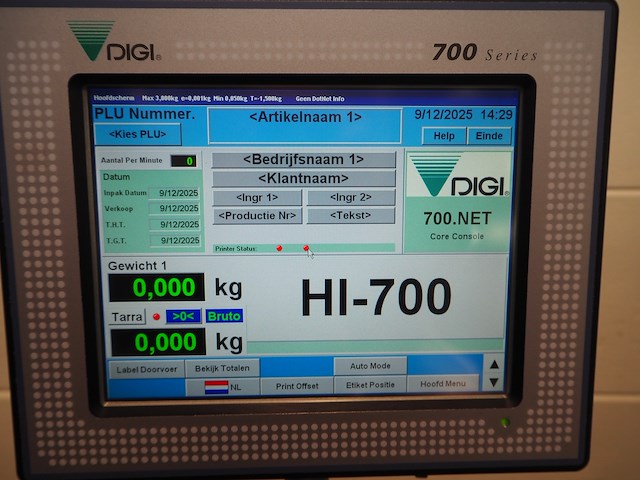 DIGI®
700 Series
Hoofdscherm Max 3,000kg e=0,001kg Min 0,050kg T=-1,500kg Geen DotNet Info
PLU Nummer.
<Kies PLU>
<Artikelnaam 1>
9/12/2025 14:29
Help Einde
Aantal Per Minute 0
<Bedrijfsnaam 1>
<Klantnaam>
<Ingr 1> <Ingr 2>
<Productie Nr> <Tekst>
Datum
Inpak Datum 9/12/2025
Verkoop 9/12/2025
T.H.T. 9/12/2025
T.G.T. 9/12/2025
Printer Status:
DIGI
700.NET
Core Console
Gewicht 1
0,000 kg
Tarra >0< Bruto
0,000 kg
HI-700
Label Doorvoer Bekijk Totalen Auto Mode
NL Print Offset Etiket Positie Hoofd Menu